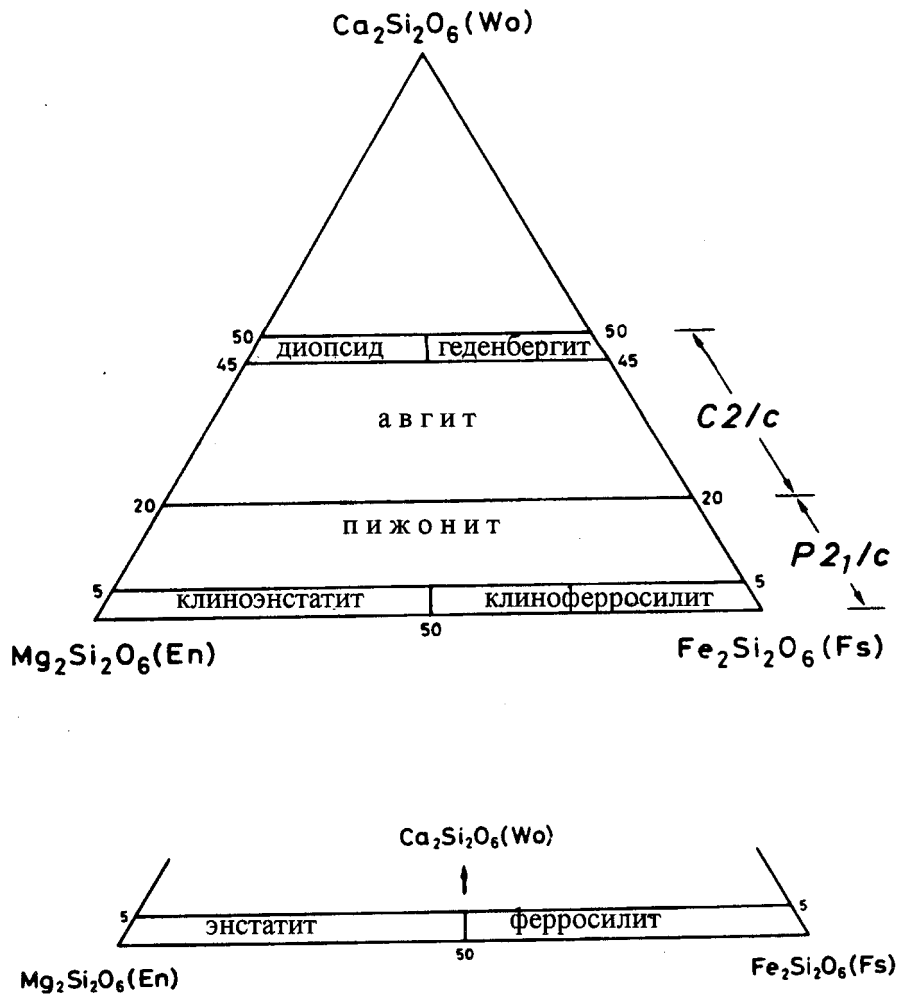 Ca₂Si₂O₆(Wo)
50 50
диопсид геденбергит
45 45
C2/c
авгит
20 20
пижонит
P2₁/c
5 5
клиноэнстатит клиноферросилит
50
Mg₂Si₂O₆(En) Fe₂Si₂O₆(Fs)
Ca₂Si₂O₆(Wo)
5 5
энстатит ферросилит
50
Mg₂Si₂O₆(En) Fe₂Si₂O₆(Fs)